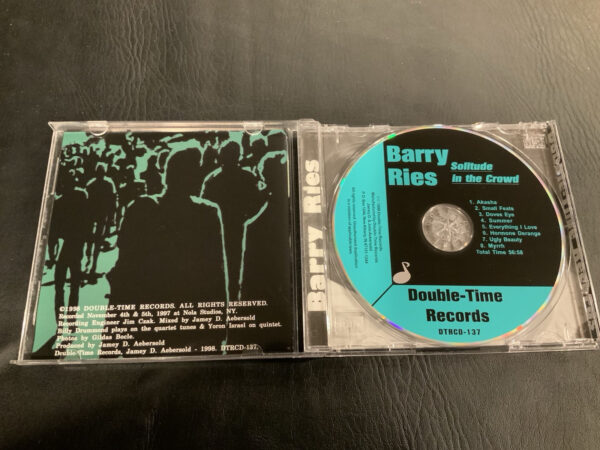 ©1998 DOUBLE-TIME RECORDS. ALL RIGHTS RESERVED.
Recorded November 4th & 5th, 1997 at Nola Studios, NY.
Recording Engineer Jim Czak. Mixed by Jamey D. Aebersold
Billy Drummond plays on the quartet tunes & Yoron Israel on quintet.
Photos by Gildas Bocle.
Produced by Jamey D. Aebersold
Double-Time Records, Jamey D. Aebersold - 1998. DTRCD-137.
Barry Ries
Barry
Ries
Solitude
in the Crowd
1. Akasha
2. Small Feats
3. Doves Eye
4. Summer
5. Everything I Love
6. Hormone Derange
7. Ugly Beauty
8. Myrrh
Total Time 56:58
Double-Time
Records
DTRCD-137